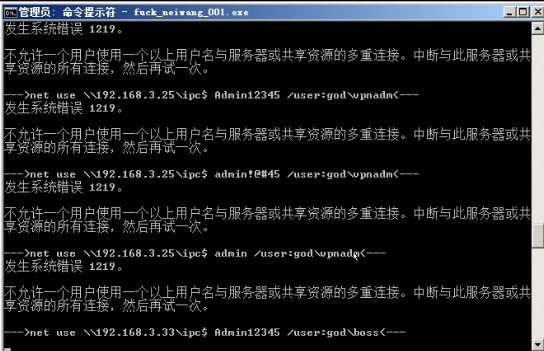 管理员: 命令提示符 - fuck_neiwang_001.exe
发生系统错误 1219。
不允许一个用户使用一个以上用户名与服务器或共享资源的多重连接。中断与此服务器或共
享资源的所有连接，然后再试一次。
--->net use \\192.168.3.25\ipc$ Admin12345 /user:god\vpnadm<---
发生系统错误 1219。
不允许一个用户使用一个以上用户名与服务器或共享资源的多重连接。中断与此服务器或共
享资源的所有连接，然后再试一次。
--->net use \\192.168.3.25\ipc$ admin!@#45 /user:god\vpnadm<---
发生系统错误 1219。
不允许一个用户使用一个以上用户名与服务器或共享资源的多重连接。中断与此服务器或共
享资源的所有连接，然后再试一次。
--->net use \\192.168.3.25\ipc$ admin /user:god\vpnadm<---
发生系统错误 1219。
不允许一个用户使用一个以上用户名与服务器或共享资源的多重连接。中断与此服务器或共
享资源的所有连接，然后再试一次。
--->net use \\192.168.3.33\ipc$ Admin12345 /user:god\boss<---